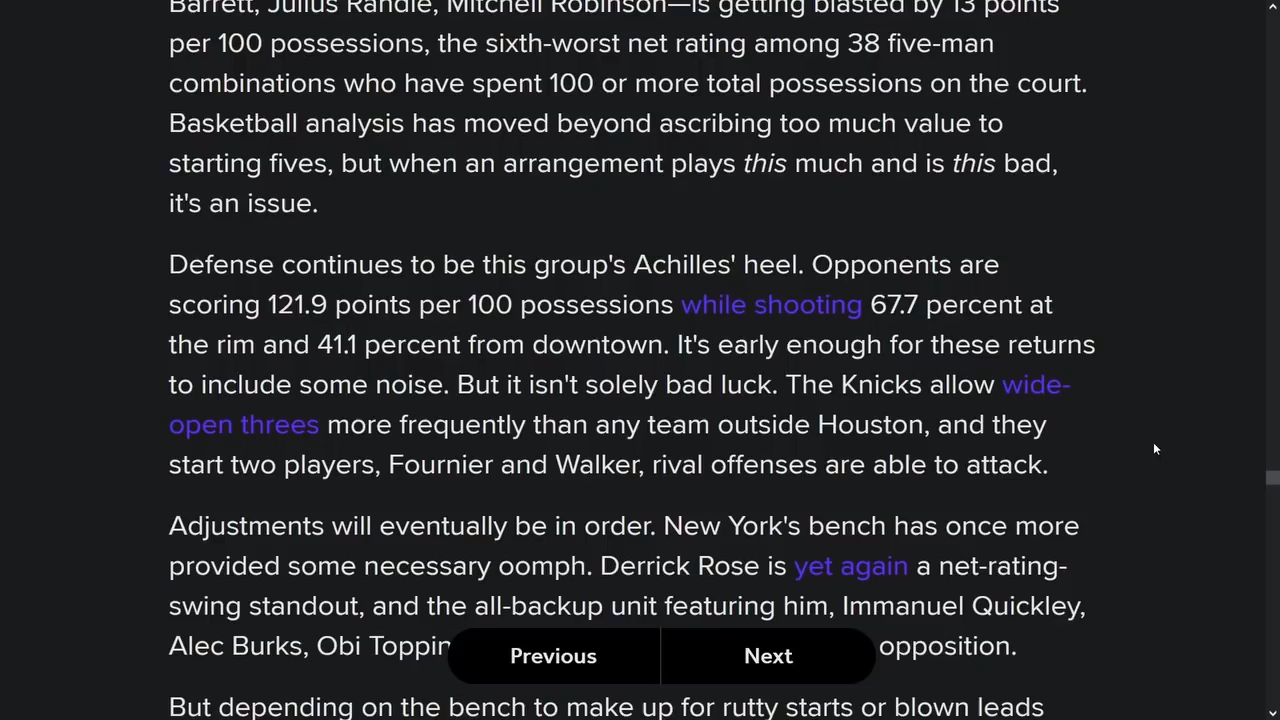 Barrett, Julius Randle, Mitchell Robinson—is getting blasted by 13 points
per 100 possessions, the sixth-worst net rating among 38 five-man
combinations who have spent 100 or more total possessions on the court.
Basketball analysis has moved beyond ascribing too much value to
starting fives, but when an arrangement plays this much and is this bad,
it's an issue.
Defense continues to be this group's Achilles' heel. Opponents are
scoring 121.9 points per 100 possessions while shooting 67.7 percent at
the rim and 41.1 percent from downtown. It's early enough for these returns
to include some noise. But it isn't solely bad luck. The Knicks allow wide-
open threes more frequently than any team outside Houston, and they
start two players, Fournier and Walker, rival offenses are able to attack.
Adjustments will eventually be in order. New York's bench has once more
provided some necessary oomph. Derrick Rose is yet again a net-rating-
swing standout, and the all-backup unit featuring him, Immanuel Quickley,
Alec Burks, Obi Toppin opposition.
Previous Next
But depending on the bench to make up for rutty starts or blown leads